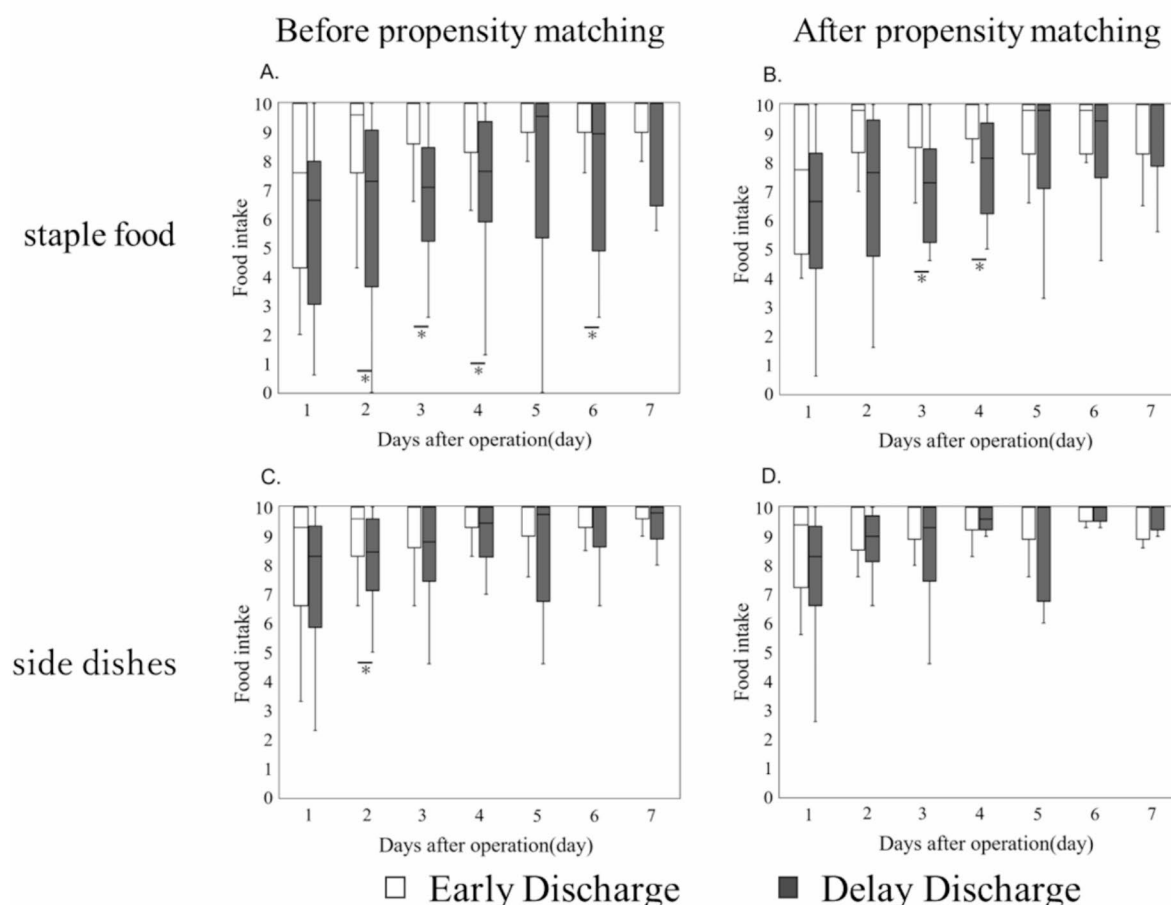 Before propensity matching
After propensity matching
staple food
A.
Food intake
10
9
8
7
6
5
4
3
2
1
0
*
*
*
*
1 2 3 4 5 6 7
Days after operation(day)
B.
Food intake
10
9
8
7
6
5
4
3
2
1
0
*
*
1 2 3 4 5 6 7
Days after operation(day)
side dishes
C.
Food intake
10
9
8
7
6
5
4
3
2
1
0
*
1 2 3 4 5 6 7
Days after operation(day)
D.
Food intake
10
9
8
7
6
5
4
3
2
1
0
1 2 3 4 5 6 7
Days after operation(day)
Early Discharge
Delay Discharge